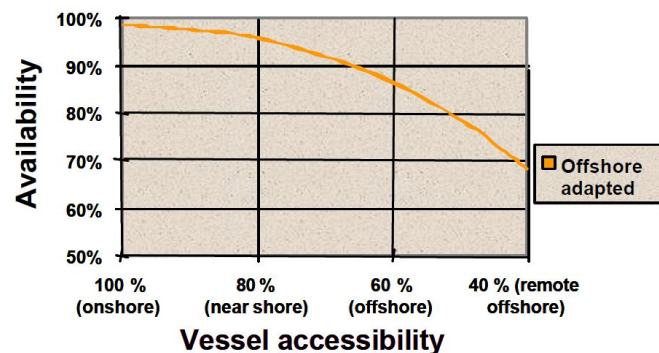 100%
90%
80%
70%
60%
50%
Availability
100 %
(onshore)
80 %
(near shore)
60 %
(offshore)
40 % (remote
offshore)
Vessel accessibility
Offshore
adapted